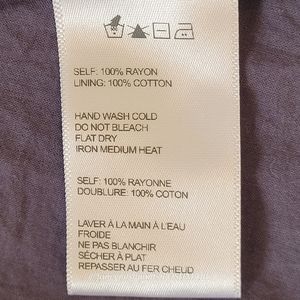 SELF: 100% RAYON
LINING: 100% COTTON
HAND WASH COLD
DO NOT BLEACH
FLAT DRY
IRON MEDIUM HEAT
SELF: 100% RAYONNE
DOUBLURE: 100% COTON
LAVER À LA MAIN À L'EAU
FROIDE
NE PAS BLANCHIR
SÉCHER À PLAT
REPASSER AU FER CHEUD